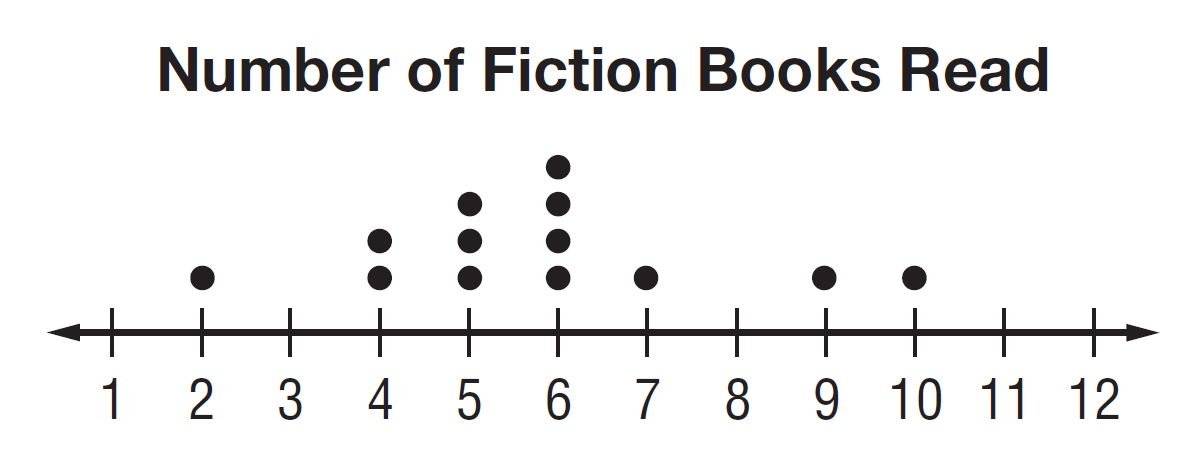 Number of Fiction Books Read
1 2 3 4 5 6 7 8 9 10 11 12